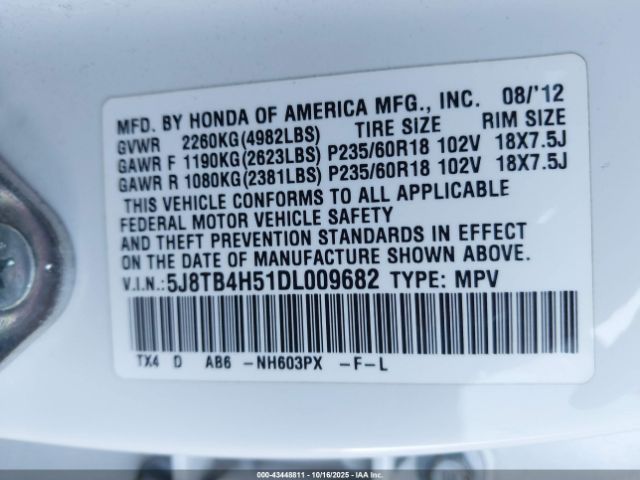 MFD. BY HONDA OF AMERICA MFG., INC. 08/'12
GVWR 2260KG(4982LBS) TIRE SIZE RIM SIZE
GAWR F 1190KG(2623LBS) P235/60R18 102V 18X7.5J
GAWR R 1080KG(2381LBS) P235/60R18 102V 18X7.5J
THIS VEHICLE CONFORMS TO ALL APPLICABLE
FEDERAL MOTOR VEHICLE SAFETY
AND THEFT PREVENTION STANDARDS IN EFFECT
ON THE DATE OF MANUFACTURE SHOWN ABOVE.
V.I.N.:5J8TB4H51DL009682 TYPE: MPV
TX4 D AB6 -NH603PX -F-L
© - 43448811 - 10/16/2025 - IAA Inc.